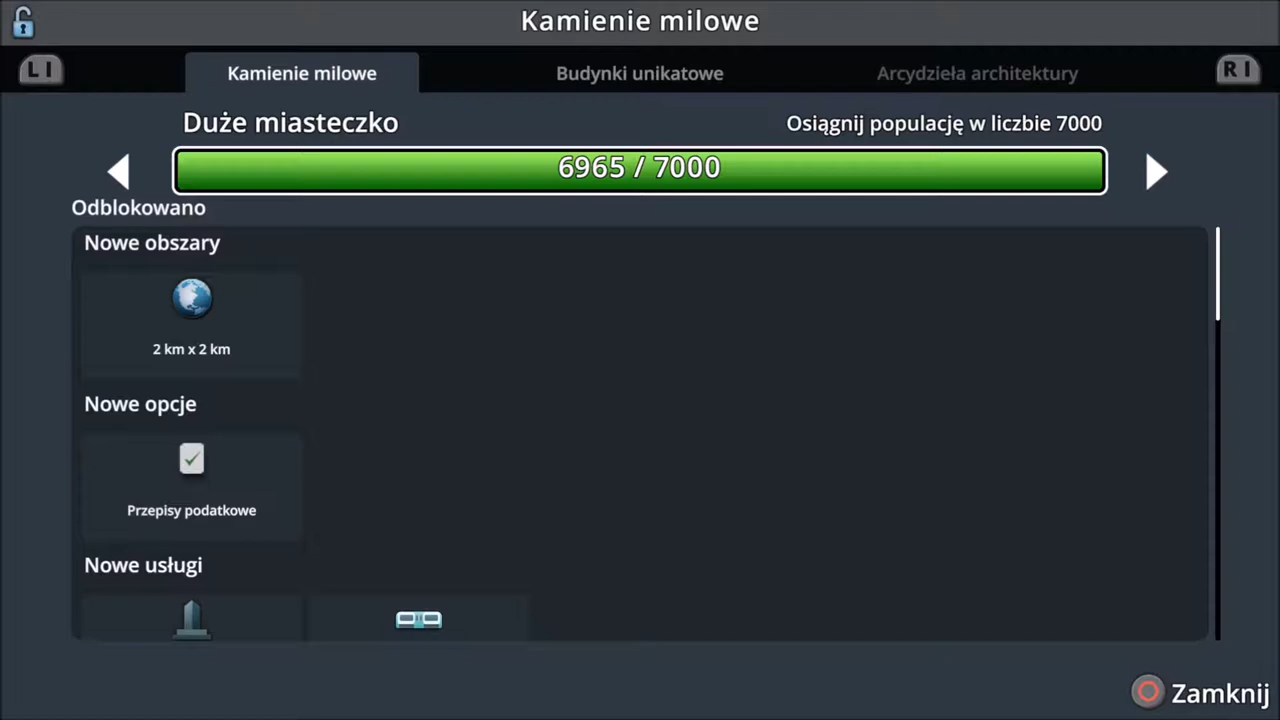 Kamienie milowe
L1
Kamienie milowe
Budynki unikatowe
Arcydzieła architektury
R1
Duże miasteczko
Osiągnij populację w liczbie 7000
6965 / 7000
Odblokowano
Nowe obszary
2 km x 2 km
Nowe opcje
Przepisy podatkowe
Nowe usługi
Zamknij